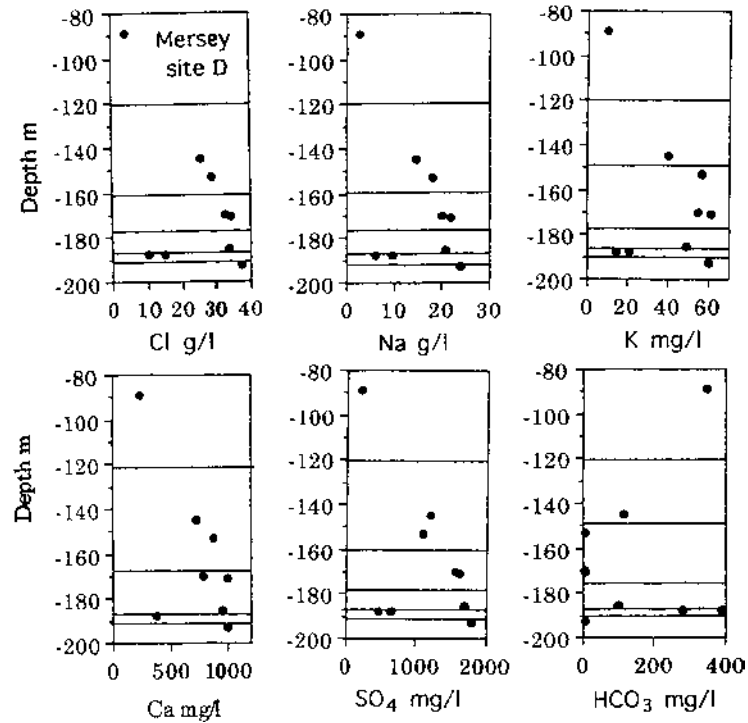 Mersey
site D
Depth m
-80
-100
-120
-140
-160
-180
-200
0 10 20 30 40
Cl g/l
-80
-100
-120
-140
-160
-180
-200
0 10 20 30
Na g/l
-80
-100
-120
-140
-160
-180
-200
0 20 40 60
K mg/l
Depth m
-80
-100
-120
-140
-160
-180
-200
0 500 1000
Ca mg/l
-80
-100
-120
-140
-160
-180
-200
0 1000 2000
SO4 mg/l
-80
-100
-120
-140
-160
-180
-200
0 200 400
HCO3 mg/l